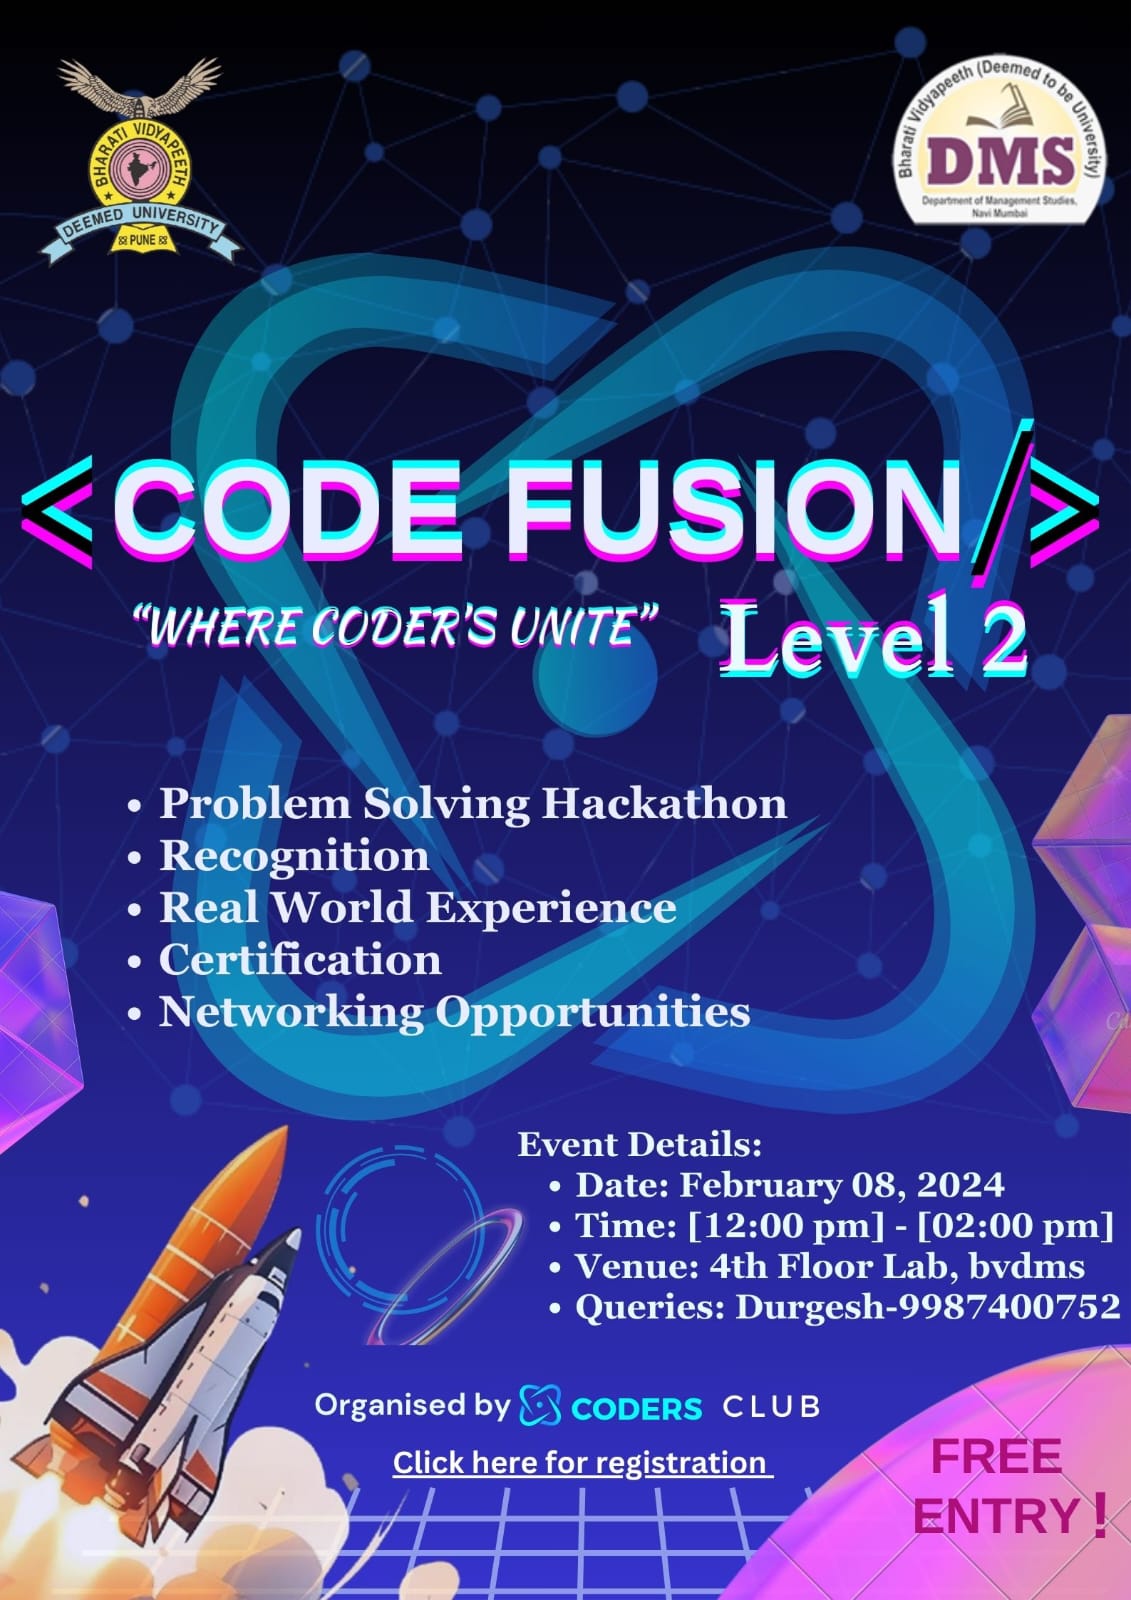 BHARATI VIDYAPEETH
DEEMED UNIVERSITY
PUNE
Bharati Vidyapeeth (Deemed to be University)
DMS
Department of Management Studies,
Navi Mumbai
<CODE FUSION/>
“WHERE CODER'S UNITE”
Level 2
• Problem Solving Hackathon
• Recognition
• Real World Experience
• Certification
• Networking Opportunities
Event Details:
• Date: February 08, 2024
• Time: [12:00 pm] - [02:00 pm]
• Venue: 4th Floor Lab, bvdms
• Queries: Durgesh-9987400752
Organised by CODERS CLUB
Click here for registration
FREE
ENTRY!